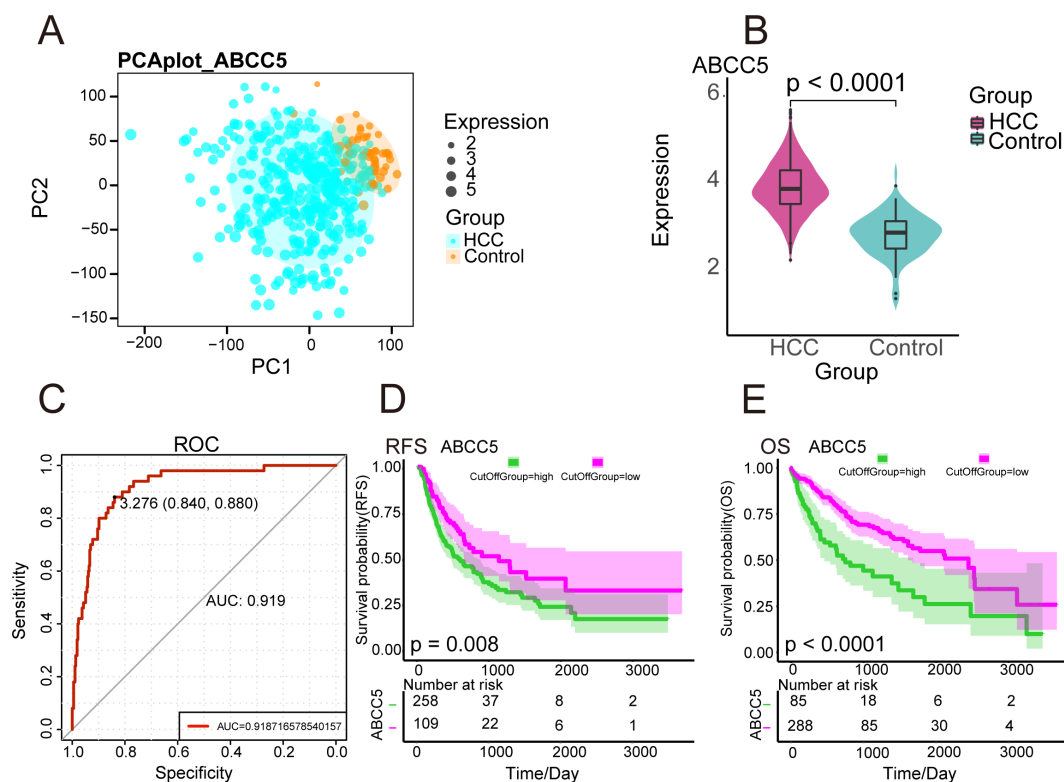 A
PCAplot_ABCC5
100
50
0
−50
−100
−150
PC2
−200
−100
0
100
PC1
Expression
2
3
4
5
Group
HCC
Control
B
ABCC5
p < 0.0001
6
4
2
Expression
HCC
Control
Group
Group
HCC
Control
C
ROC
1.0
0.8
0.6
0.4
0.2
0.0
Sensitivity
3.276 (0.840, 0.880)
AUC: 0.919
AUC=0.918716578540157
1.0 0.8 0.6 0.4 0.2 0.0
Specificity
D
RFS ABCC5
CutOffGroup=high CutOffGroup=low
1.00
0.75
0.50
0.25
0.00
Survival probability(RFS)
p = 0.008
0 1000 2000 3000
Number at risk
ABCC5
258 37 8 2
109 22 6 1
0 1000 2000 3000
Time/Day
E
OS ABCC5
CutOffGroup=high CutOffGroup=low
1.00
0.75
0.50
0.25
0.00
Survival probability(OS)
p < 0.0001
0 1000 2000 3000
Number at risk
ABCC5
85 18 6 2
288 85 30 4
0 1000 2000 3000
Time/Day